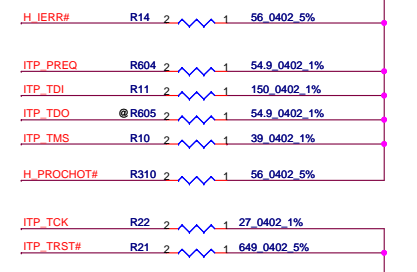 H_IERR# R14 2 1 56_0402_5%
ITP_PREQ R604 2 1 54.9_0402_1%
ITP_TDI R11 2 1 150_0402_1%
ITP_TDO @R605 2 1 54.9_0402_1%
ITP_TMS R10 2 1 39_0402_1%
H_PROCHOT# R310 2 1 56_0402_5%
ITP_TCK R22 2 1 27_0402_1%
ITP_TRST# R21 2 1 649_0402_5%